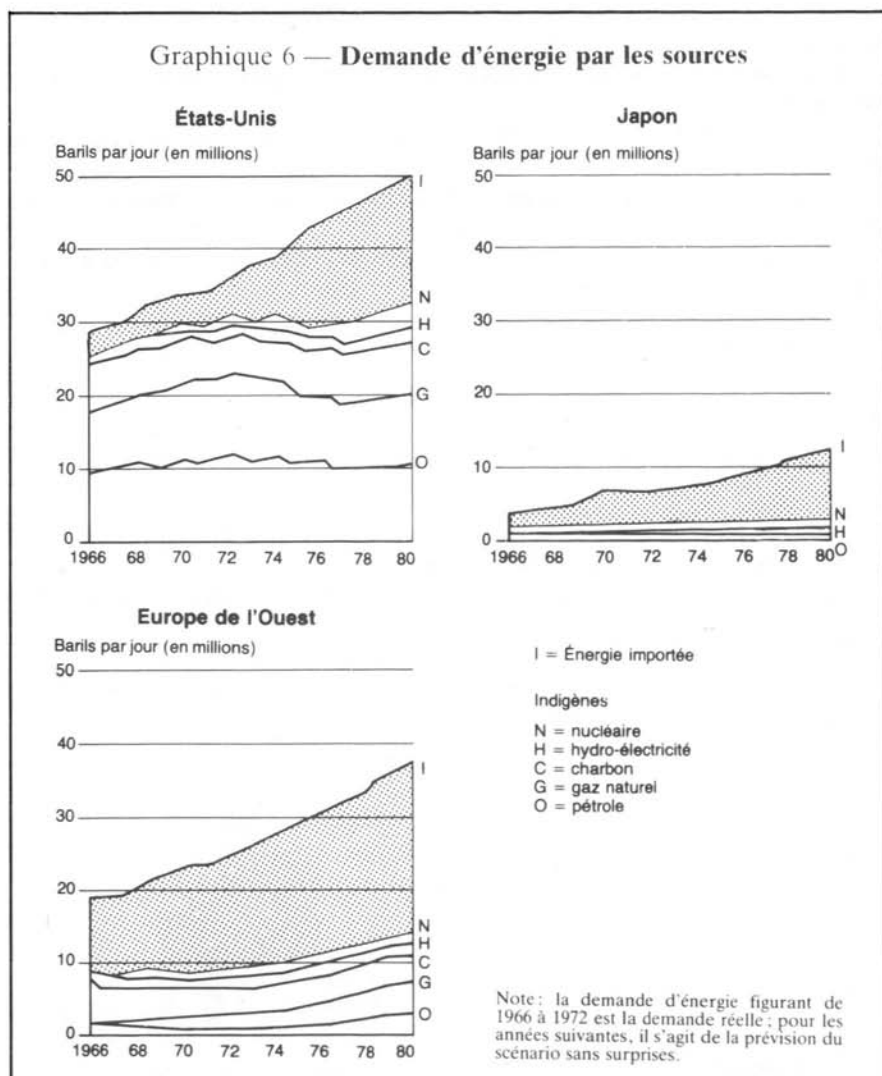 Graphique 6 — Demande d'énergie par les sources
États-Unis
Barils par jour (en millions)
50
40
30
20
10
0
I
N
H
C
G
O
1966 68 70 72 74 76 78 80
Japon
Barils par jour (en millions)
50
40
30
20
10
0
I
N
H
O
1966 68 70 72 74 76 78 80
Europe de l'Ouest
Barils par jour (en millions)
50
40
30
20
10
0
I
N
H
C
G
O
1966 68 70 72 74 76 78 80
I = Énergie importée
Indigènes
N = nucléaire
H = hydro-électricité
C = charbon
G = gaz naturel
O = pétrole
Note : la demande d'énergie figurant de
1966 à 1972 est la demande réelle ; pour les
années suivantes, il s'agit de la prévision du
scénario sans surprises.